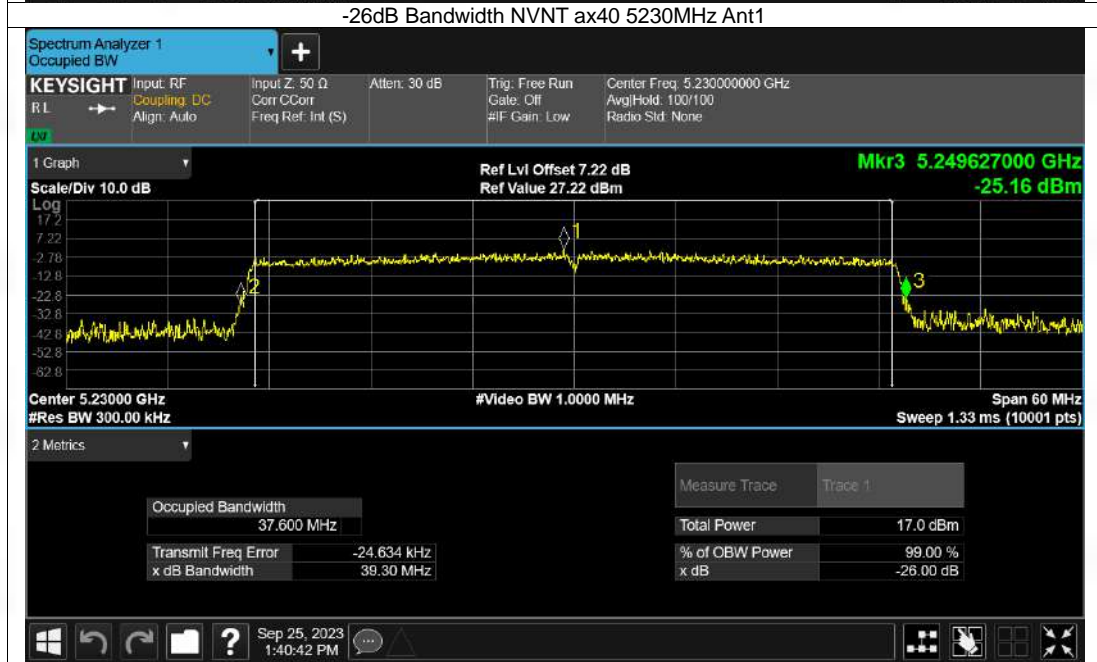 -26dB Bandwidth NVNT ax40 5230MHz Ant1
Spectrum Analyzer 1
Occupied BW
+
KEYSIGHT Input: RF Input Z: 50 Ω Atten: 30 dB Trig: Free Run Center Freq: 5.230000000 GHz
RL Coupling: DC Corr CCorr Gate: Off Avg|Hold: 100/100
Align: Auto Freq Ref: Int (S) #IF Gain: Low Radio Std: None
LXI
1 Graph Ref Lvl Offset 7.22 dB Mkr3 5.249627000 GHz
Scale/Div 10.0 dB Ref Value 27.22 dBm -25.16 dBm
Log
17.2
7.22
-2.78
-12.8
-22.8
-32.8
-42.8
-52.8
-62.8
1
2
3
Center 5.23000 GHz #Video BW 1.0000 MHz Span 60 MHz
#Res BW 300.00 kHz Sweep 1.33 ms (10001 pts)
2 Metrics
Measure Trace Trace 1
Occupied Bandwidth
37.600 MHz Total Power 17.0 dBm
Transmit Freq Error -24.634 kHz % of OBW Power 99.00 %
x dB Bandwidth 39.30 MHz x dB -26.00 dB
? Sep 25, 2023
1:40:42 PM